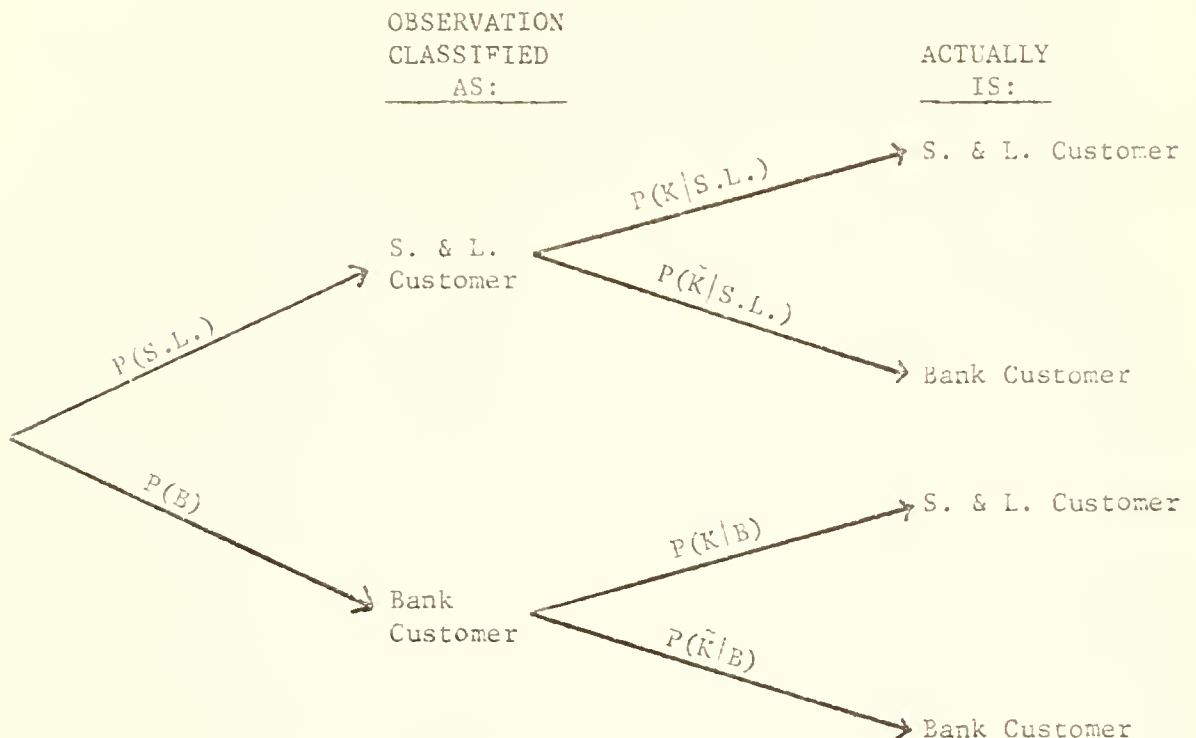 OBSERVATION
CLASSIFIED
AS:
ACTUALLY
IS:
S. & L. Customer
P(K|S.L.)
S. & L.
Customer
P(K̃|S.L.)
P(S.L.)
Bank Customer
P(B)
S. & L. Customer
P(K|B)
Bank
Customer
P(K̃|B)
Bank Customer